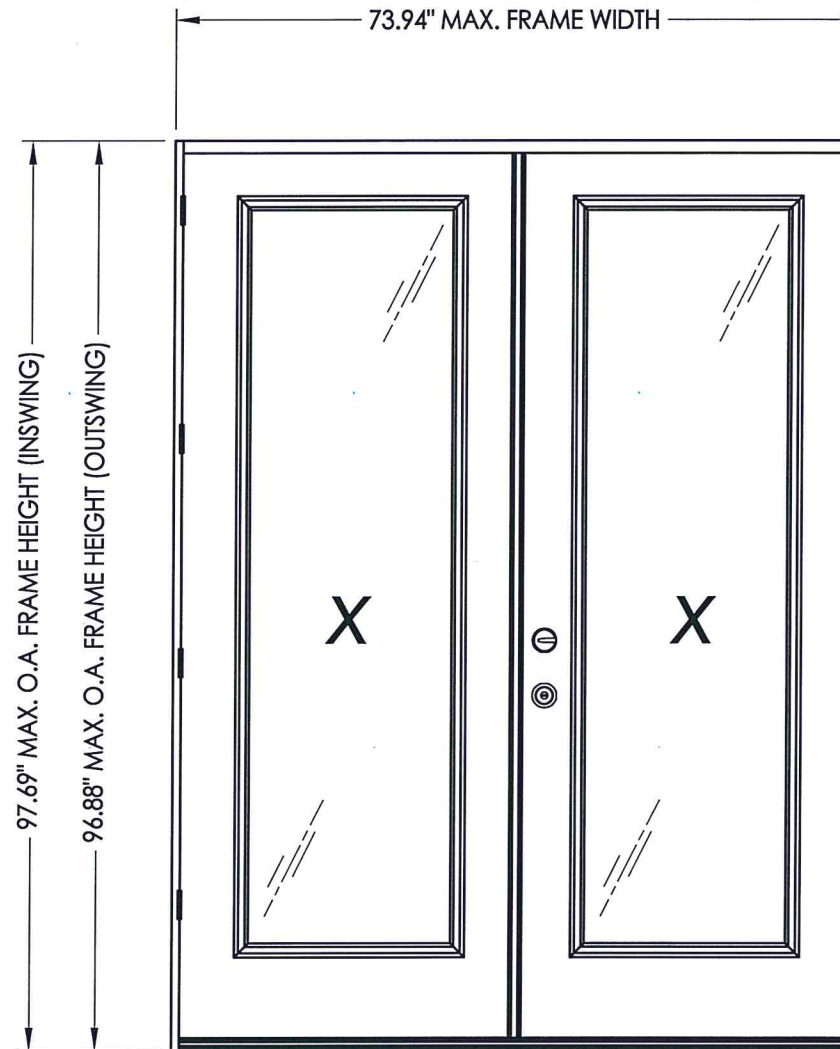 73.94" MAX. FRAME WIDTH
97.69" MAX. O.A. FRAME HEIGHT (INSWING)
96.88" MAX. O.A. FRAME HEIGHT (OUTSWING)
X
X